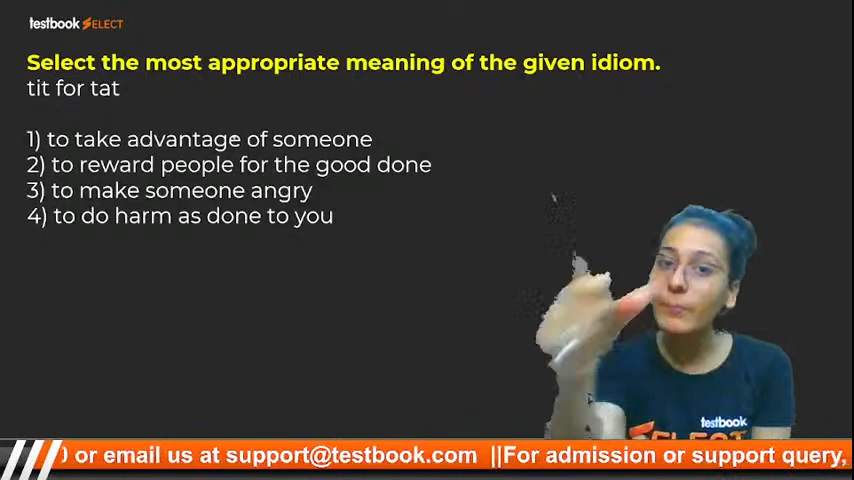 testbook SELECT
Select the most appropriate meaning of the given idiom.
tit for tat
1) to take advantage of someone
2) to reward people for the good done
3) to make someone angry
4) to do harm as done to you
testbook
SELECT
or email us at support@testbook.com ||For admission or support query,